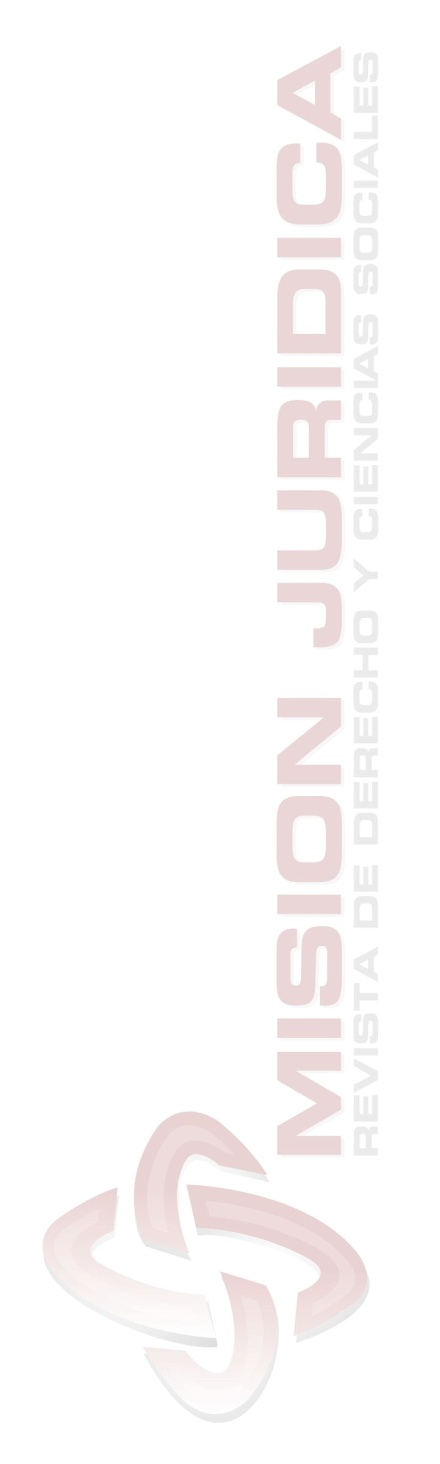 MISION JURIDICA
REVISTA DE DERECHO Y CIENCIAS SOCIALES